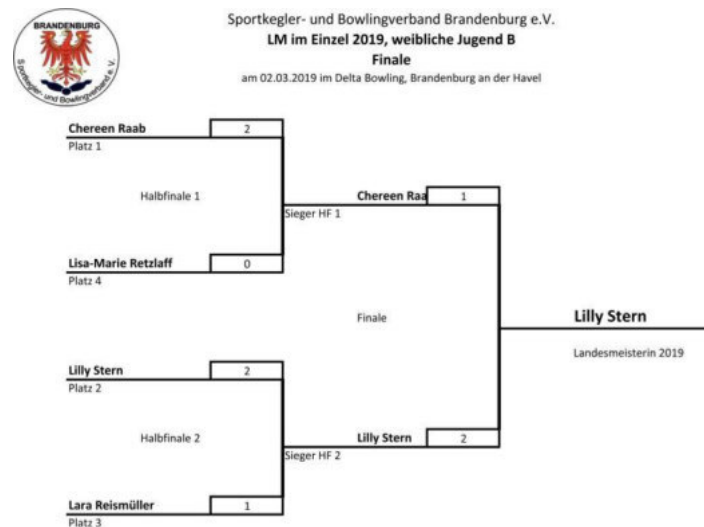 BRANDENBURG
Sportkegler- und Bowlingverband e. V.
Sportkegler- und Bowlingverband Brandenburg e.V.
LM im Einzel 2019, weibliche Jugend B
Finale
am 02.03.2019 im Delta Bowling, Brandenburg an der Havel
Chereen Raab 2
Platz 1
Halbfinale 1
Chereen Raa 1
Sieger HF 1
Lisa-Marie Retzlaff 0
Platz 4
Finale
Lilly Stern
Landesmeisterin 2019
Lilly Stern 2
Platz 2
Halbfinale 2
Lilly Stern 2
Sieger HF 2
Lara Reismüller 1
Platz 3